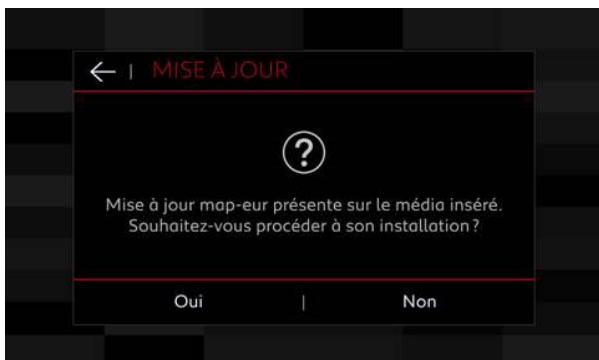 ← | MISE À JOUR
?
Mise à jour map-eur présente sur le média inséré.
Souhaitez-vous procéder à son installation ?
Oui | Non